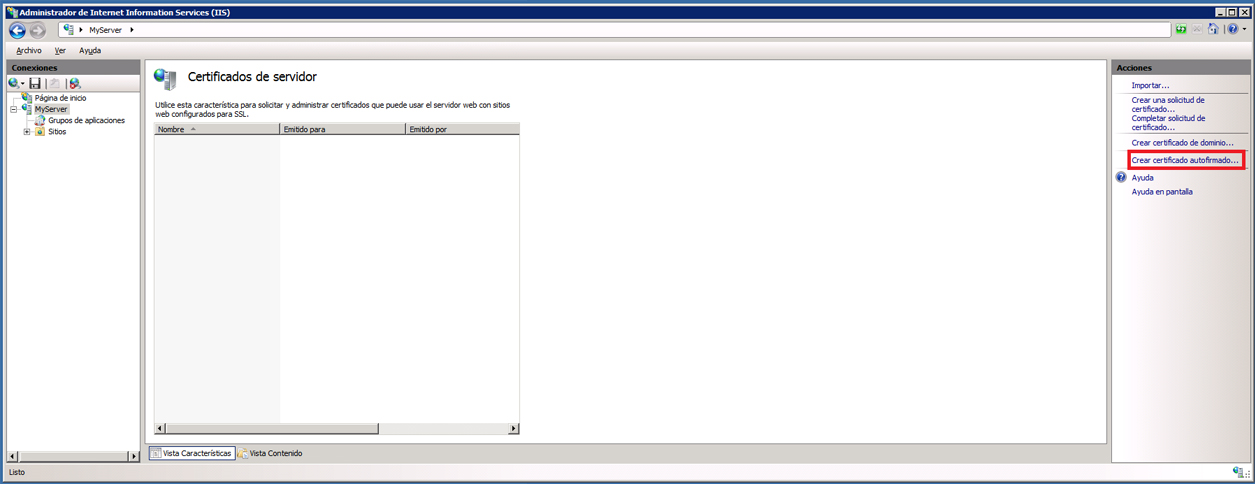 Administrador de Internet Information Services (IIS)
MyServer
Archivo Ver Ayuda
Conexiones
Página de inicio
MyServer
Grupos de aplicaciones
Sitios
Certificados de servidor
Utilice esta característica para solicitar y administrar certificados que puede usar el servidor web con sitios
web configurados para SSL.
Nombre Emitido para Emitido por
Vista Características Vista Contenido
Acciones
Importar...
Crear una solicitud de
certificado...
Completar solicitud de
certificado...
Crear certificado de dominio...
Crear certificado autofirmado...
Ayuda
Ayuda en pantalla
Listo